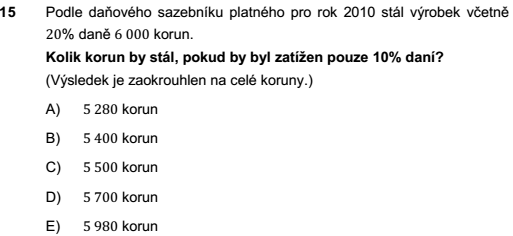 15 Podle daňového sazebníku platného pro rok 2010 stál výrobek včetně
20% daně 6 000 korun.
Kolik korun by stál, pokud by byl zatížen pouze 10% daní?
(Výsledek je zaokrouhlen na celé koruny.)
A) 5 280 korun
B) 5 400 korun
C) 5 500 korun
D) 5 700 korun
E) 5 980 korun